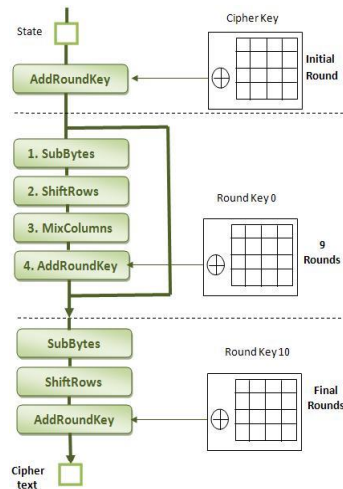 State
Cipher Key
AddRoundKey
Initial
Round
1. SubBytes
2. ShiftRows
3. MixColumns
4. AddRoundKey
Round Key 0
9
Rounds
SubBytes
ShiftRows
AddRoundKey
Round Key 10
Final
Rounds
Cipher
text